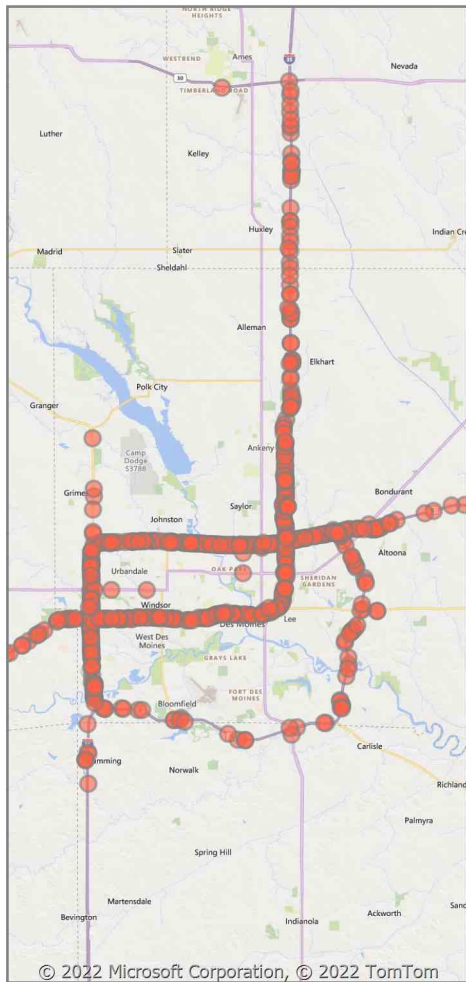 NORTH RIDGE
HEIGHTS
WESTBEND
Ames
35
Nevada
30
TIMBERLAND ROAD
Luther
Kelley
Huxley
Indian Cre
Madrid
Slater
Sheldahl
Alleman
Elkhart
Polk City
Granger
Ankeny
Camp
Dodge
Grimes
Bondurant
Saylor
Johnston
Altoona
Urbandale
OAK PARK
SHERIDAN
GARDENS
Windsor
Des Moines
Lee
West Des
Moines
GRAYS LAKE
FORT DES
MOINES
Bloomfield
Carlisle
Cumming
Norwalk
Richland
Palmyra
Spring Hill
Martensdale
Sand
Bevington
Ackworth
Indianola
© 2022 Microsoft Corporation, © 2022 TomTom